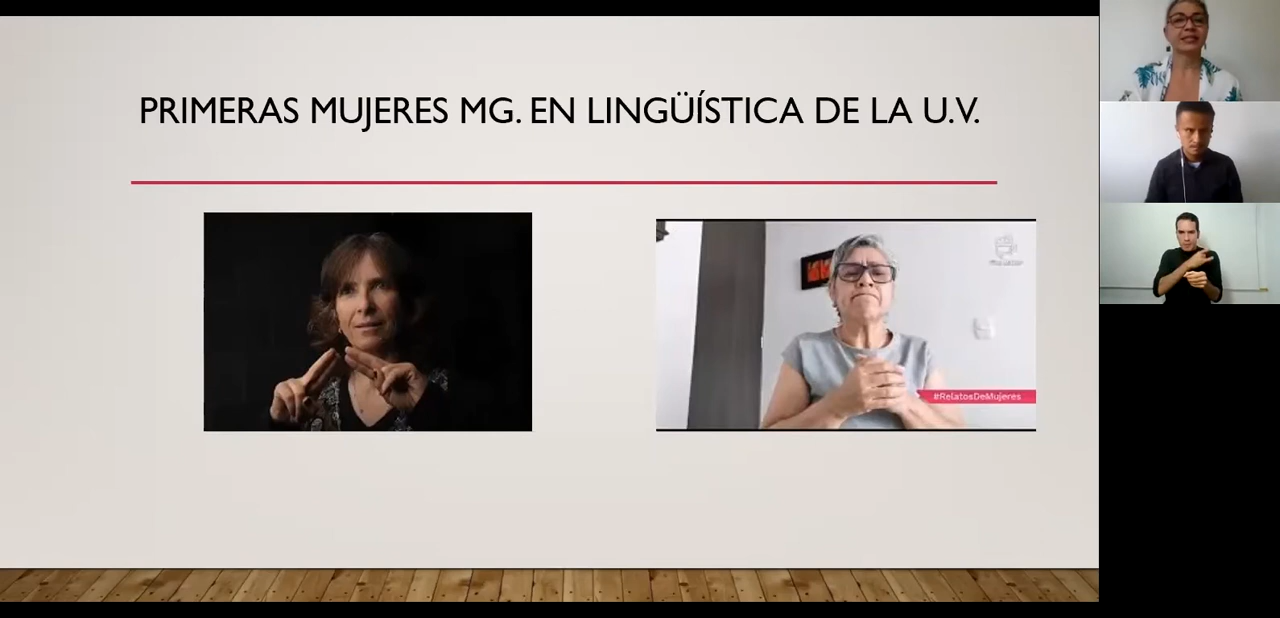 PRIMERAS MUJERES MG. EN LINGÜÍSTICA DE LA U.V.
#RelatosDeMujeres